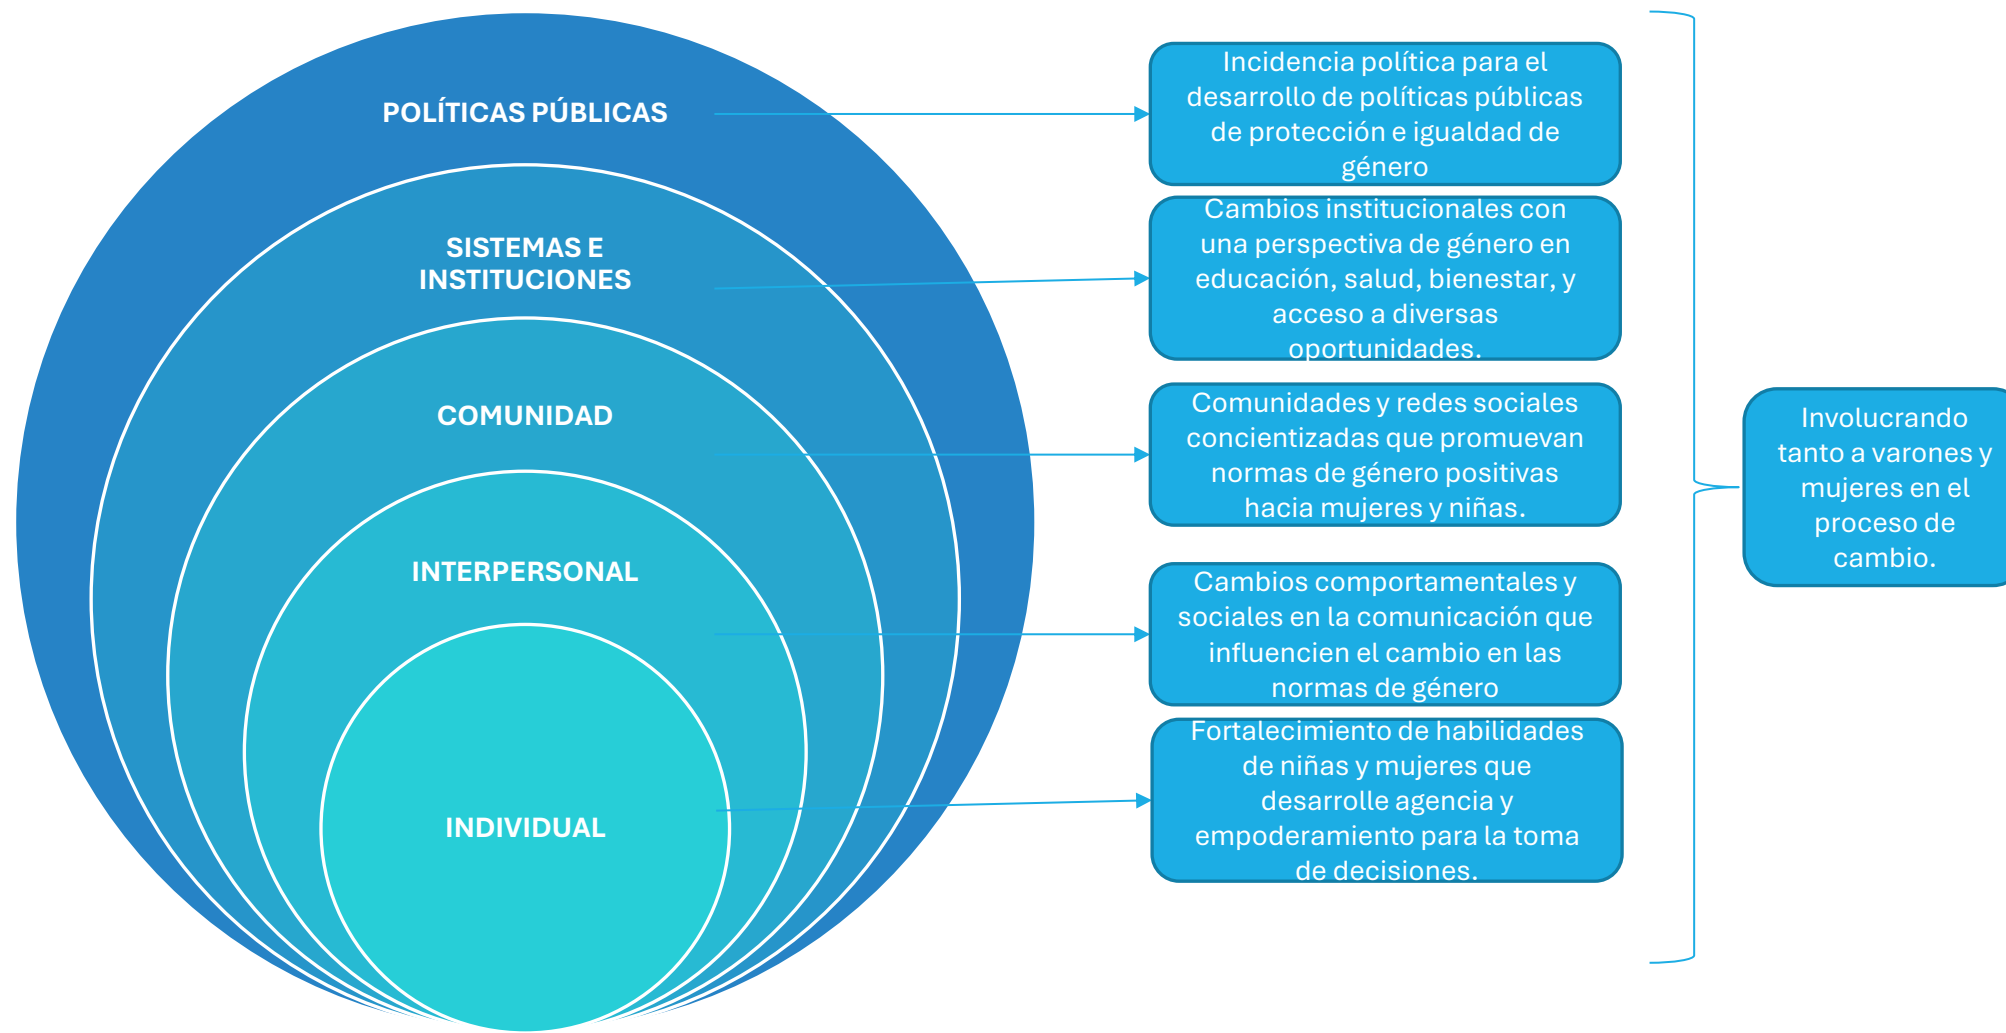 POLÍTICAS PÚBLICAS
Incidencia política para el
desarrollo de políticas públicas
de protección e igualdad de
género
SISTEMAS E
INSTITUCIONES
Cambios institucionales con
una perspectiva de género en
educación, salud, bienestar, y
acceso a diversas
oportunidades.
COMUNIDAD
Comunidades y redes sociales
concientizadas que promuevan
normas de género positivas
hacia mujeres y niñas.
INTERPERSONAL
Cambios comportamentales y
sociales en la comunicación que
influencien el cambio en las
normas de género
INDIVIDUAL
Fortalecimiento de habilidades
de niñas y mujeres que
desarrolle agencia y
empoderamiento para la toma
de decisiones.
Involucrando
tanto a varones y
mujeres en el
proceso de
cambio.